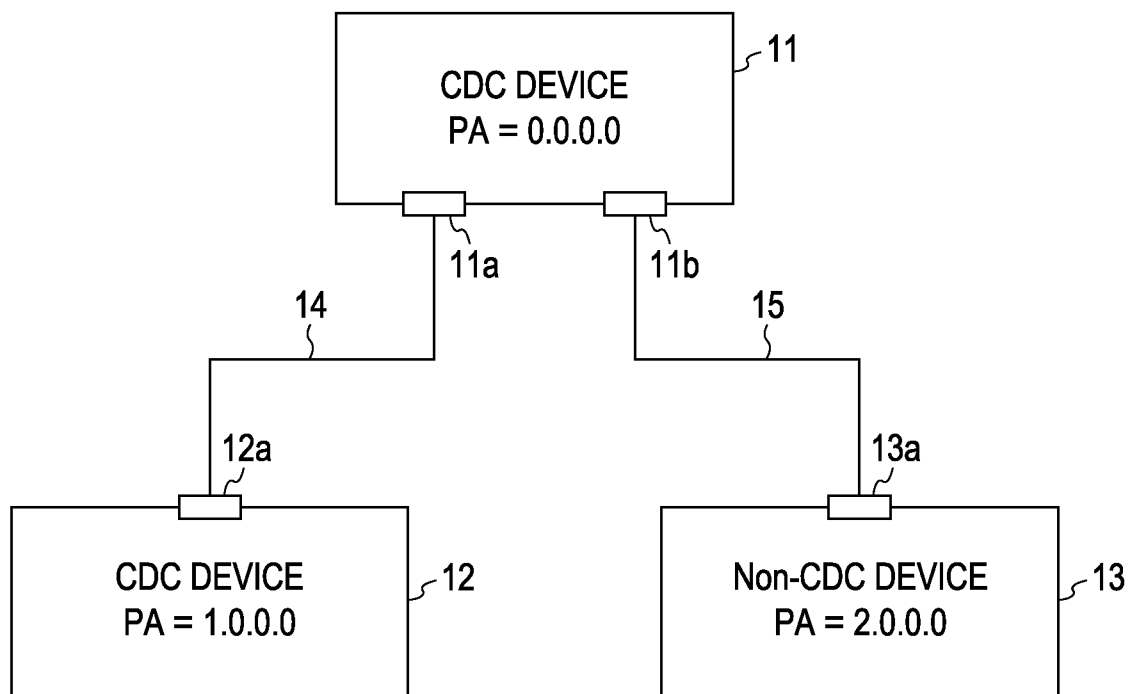 11
CDC DEVICE
PA = 0.0.0.0
11a
11b
14
15
12a
13a
CDC DEVICE
PA = 1.0.0.0
12
Non-CDC DEVICE
PA = 2.0.0.0
13